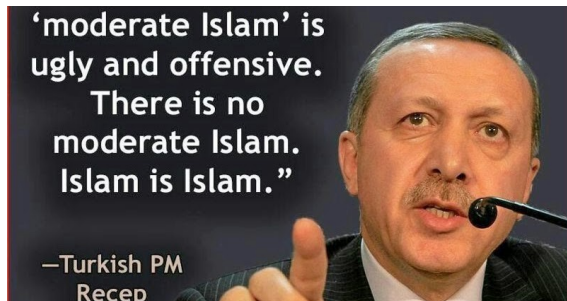 ‘moderate Islam’ is
ugly and offensive.
There is no
moderate Islam.
Islam is Islam.”
—Turkish PM
Recep